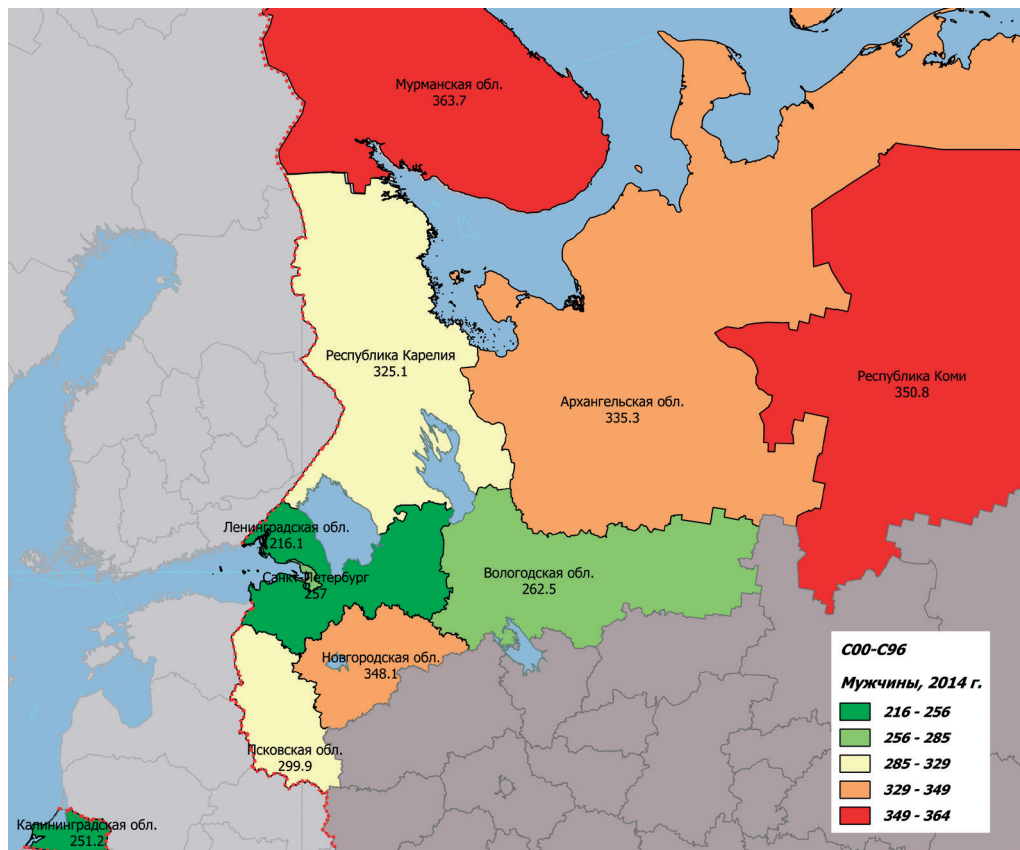 Мурманская обл.
363.7
Республика Карелия
325.1
Архангельская обл.
335.3
Республика Коми
350.8
Ленинградская обл.
216.1
Санкт-Петербург
257
Вологодская обл.
262.5
Новгородская обл.
348.1
Псковская обл.
299.9
Калининградская обл.
251.2
C00-C96
Мужчины, 2014 г.
216 - 256
256 - 285
285 - 329
329 - 349
349 - 364